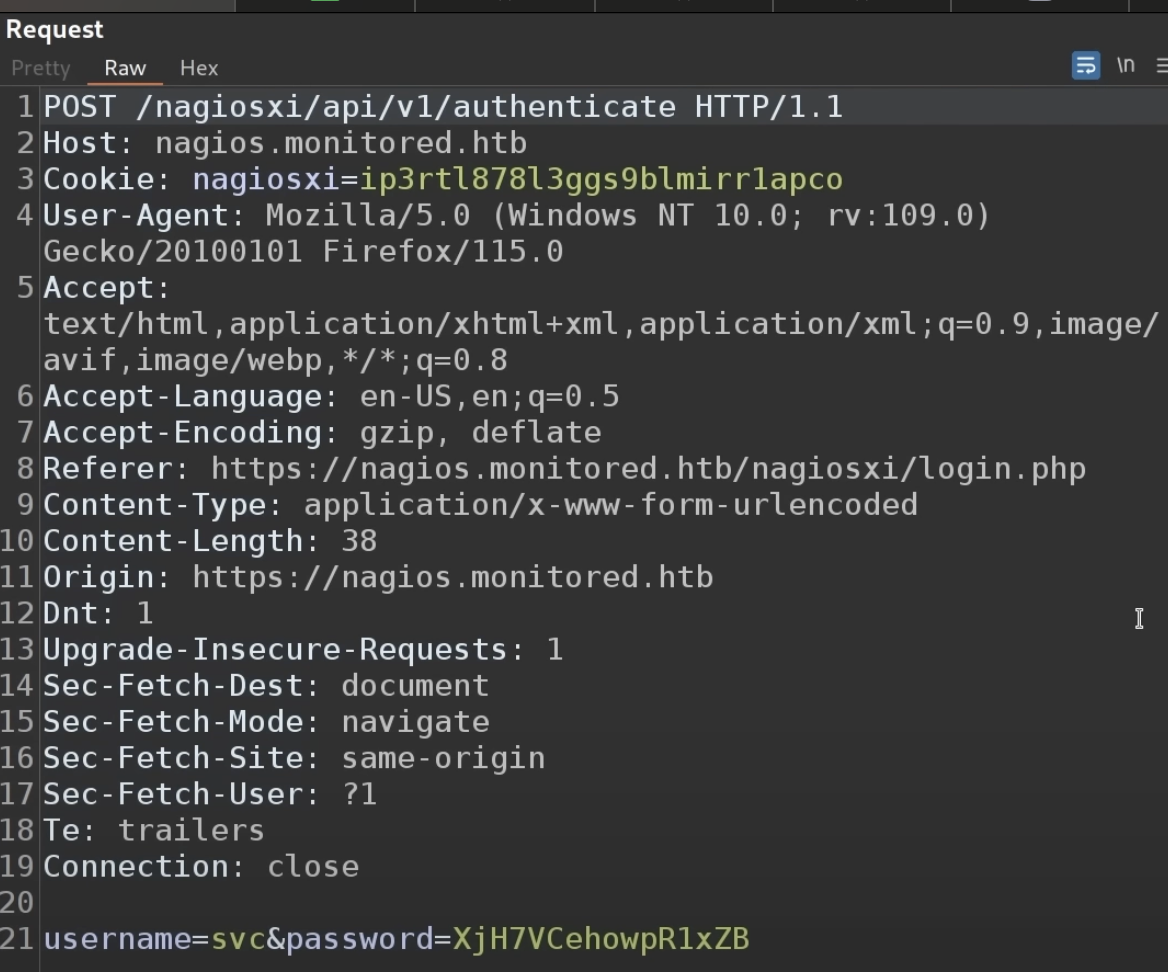 Request
Pretty Raw Hex \n
1 POST /nagiosxi/api/v1/authenticate HTTP/1.1
2 Host: nagios.monitored.htb
3 Cookie: nagiosxi=ip3rtl878l3ggs9blmirr1apco
4 User-Agent: Mozilla/5.0 (Windows NT 10.0; rv:109.0)
Gecko/20100101 Firefox/115.0
5 Accept:
text/html,application/xhtml+xml,application/xml;q=0.9,image/
avif,image/webp,*/*;q=0.8
6 Accept-Language: en-US,en;q=0.5
7 Accept-Encoding: gzip, deflate
8 Referer: https://nagios.monitored.htb/nagiosxi/login.php
9 Content-Type: application/x-www-form-urlencoded
10 Content-Length: 38
11 Origin: https://nagios.monitored.htb
12 Dnt: 1
13 Upgrade-Insecure-Requests: 1
14 Sec-Fetch-Dest: document
15 Sec-Fetch-Mode: navigate
16 Sec-Fetch-Site: same-origin
17 Sec-Fetch-User: ?1
18 Te: trailers
19 Connection: close
20
21 username=svc&password=XjH7VCehowpR1xZB